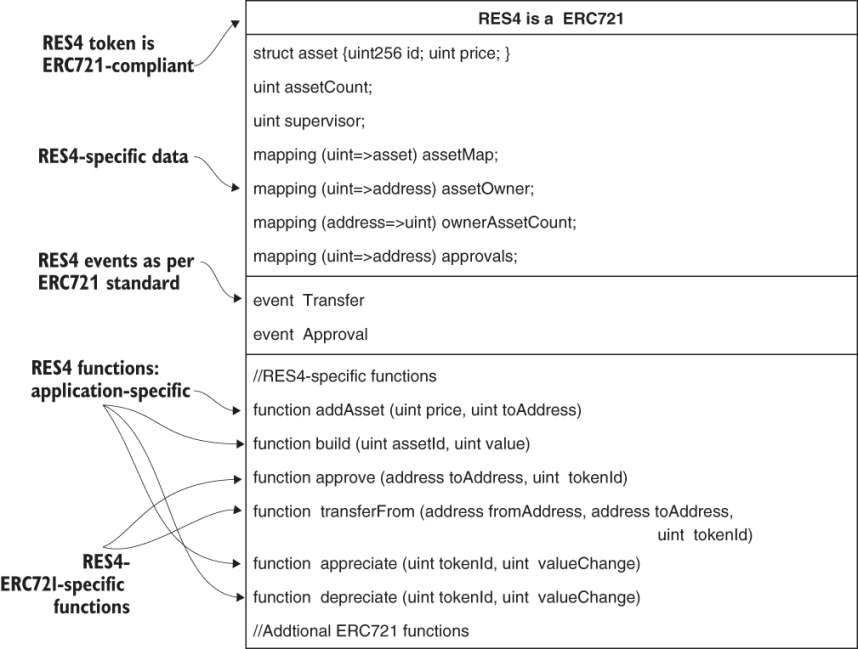 RES4 is a ERC721
RES4 token is
ERC721-compliant
struct asset {uint256 id; uint price; }
uint assetCount;
uint supervisor;
RES4-specific data
mapping (uint=>asset) assetMap;
mapping (uint=>address) assetOwner;
mapping (address=>uint) ownerAssetCount;
mapping (uint=>address) approvals;
RES4 events as per
ERC721 standard
event Transfer
event Approval
RES4 functions:
application-specific
//RES4-specific functions
function addAsset (uint price, uint toAddress)
function build (uint assetId, uint value)
function approve (address toAddress, uint tokenId)
function transferFrom (address fromAddress, address toAddress,
uint tokenId)
RES4-
ERC72I-specific
functions
function appreciate (uint tokenId, uint valueChange)
function depreciate (uint tokenId, uint valueChange)
//Addtional ERC721 functions